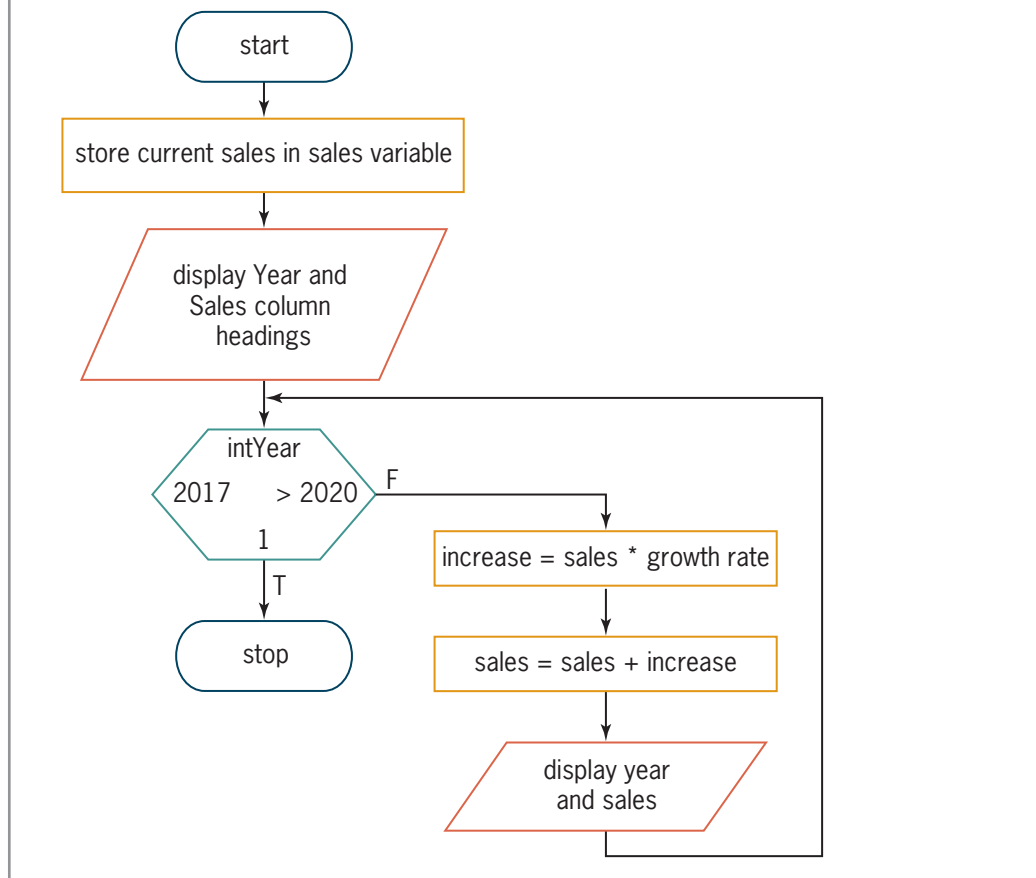 start
store current sales in sales variable
display Year and
Sales column
headings
intYear
2017 > 2020
1
F
T
stop
increase = sales * growth rate
sales = sales + increase
display year
and sales